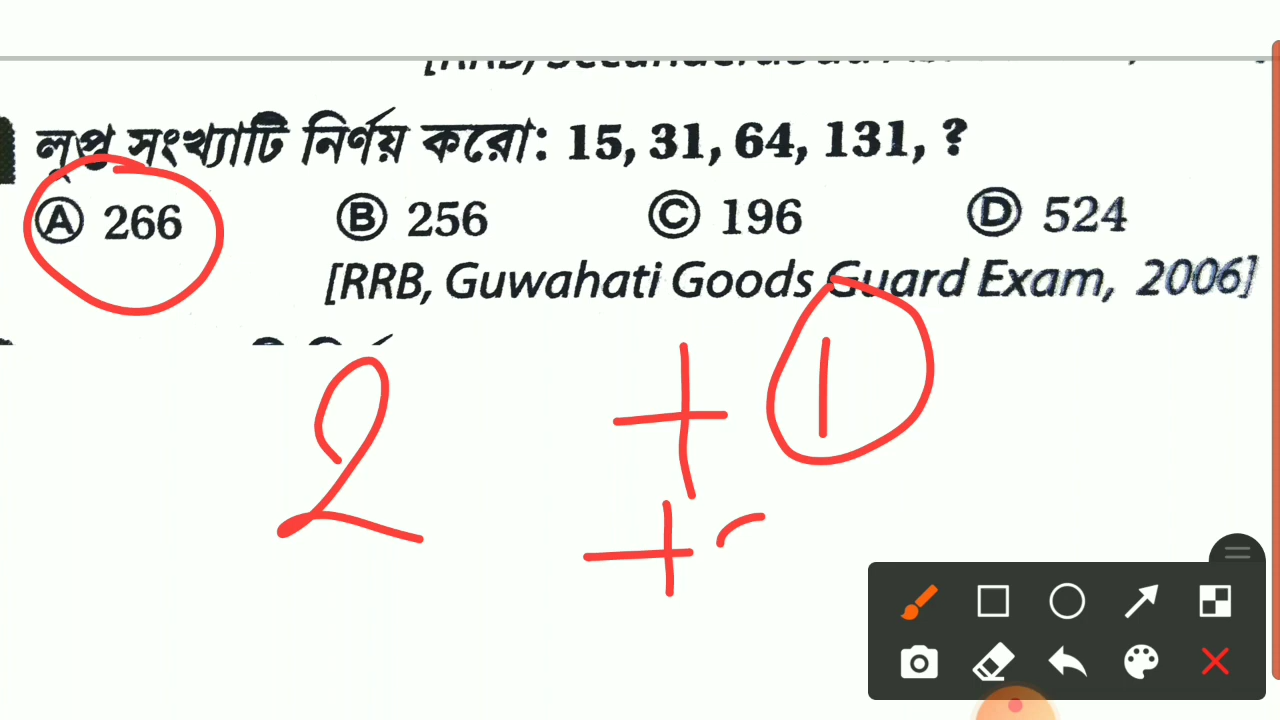 লুপ্ত সংখ্যাটি নির্ণয় করো: 15, 31, 64, 131, ?
Ⓐ 266 Ⓑ 256 Ⓒ 196 Ⓓ 524
[RRB, Guwahati Goods Guard Exam, 2006]
2 + 1
+